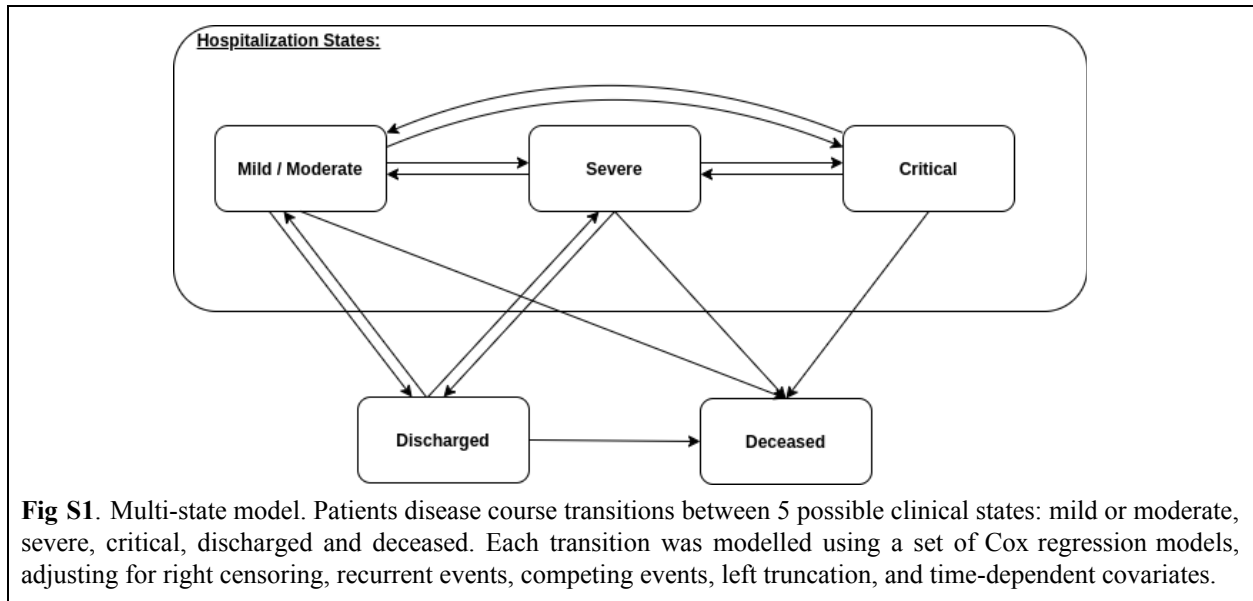 Hospitalization States:
Mild / Moderate
Severe
Critical
Discharged
Deceased
Fig S1. Multi-state model. Patients disease course transitions between 5 possible clinical states: mild or moderate,
severe, critical, discharged and deceased. Each transition was modelled using a set of Cox regression models,
adjusting for right censoring, recurrent events, competing events, left truncation, and time-dependent covariates.